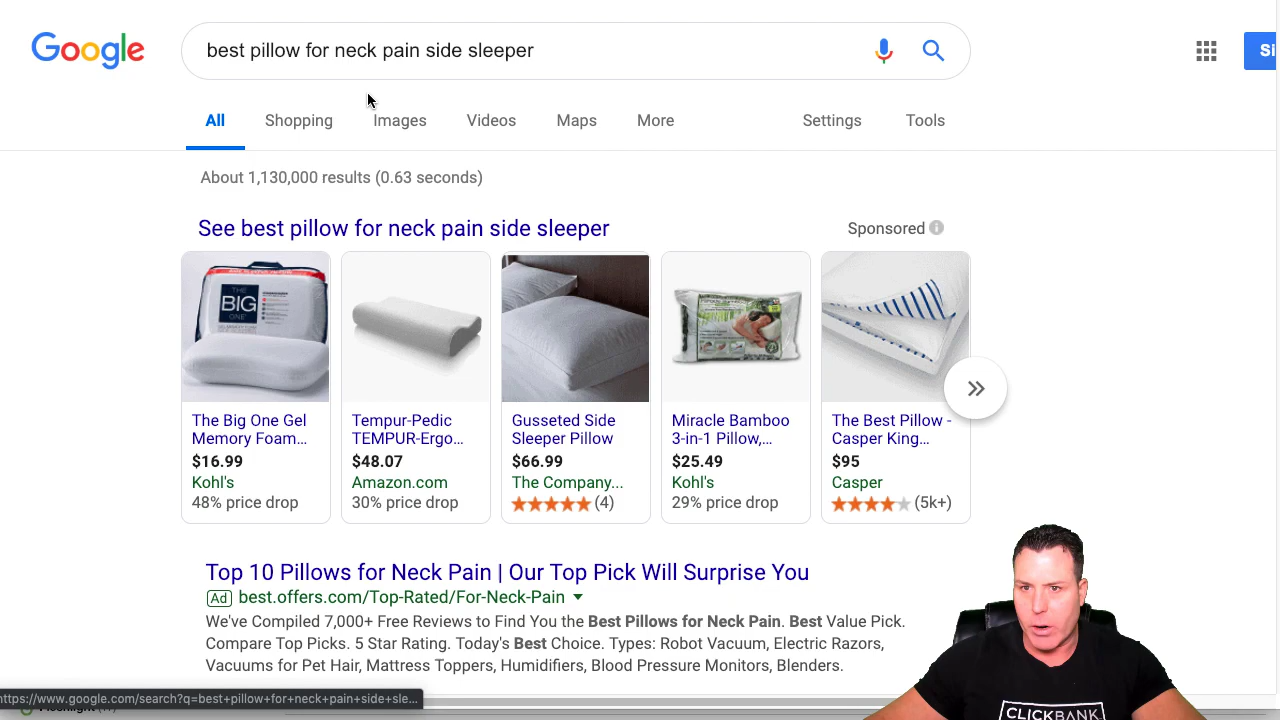 Google
best pillow for neck pain side sleeper
Si
All
Shopping
Images
Videos
Maps
More
Settings
Tools
About 1,130,000 results (0.63 seconds)
See best pillow for neck pain side sleeper
Sponsored
THE
BIG
ONE
The Big One Gel
Memory Foam...
$16.99
Kohl's
48% price drop
Tempur-Pedic
TEMPUR-Ergo...
$48.07
Amazon.com
30% price drop
Gusseted Side
Sleeper Pillow
$66.99
The Company...
(4)
Miracle Bamboo
3-in-1 Pillow,...
$25.49
Kohl's
29% price drop
The Best Pillow -
Casper King...
$95
Casper
(5k+)
Top 10 Pillows for Neck Pain | Our Top Pick Will Surprise You
Ad best.offers.com/Top-Rated/For-Neck-Pain
We've Compiled 7,000+ Free Reviews to Find You the Best Pillows for Neck Pain. Best Value Pick.
Compare Top Picks. 5 Star Rating. Today's Best Choice. Types: Robot Vacuum, Electric Razors,
Vacuums for Pet Hair, Mattress Toppers, Humidifiers, Blood Pressure Monitors, Blenders.
https://www.google.com/search?q=best+pillow+for+neck+pain+side+sle...
CLICKBANK